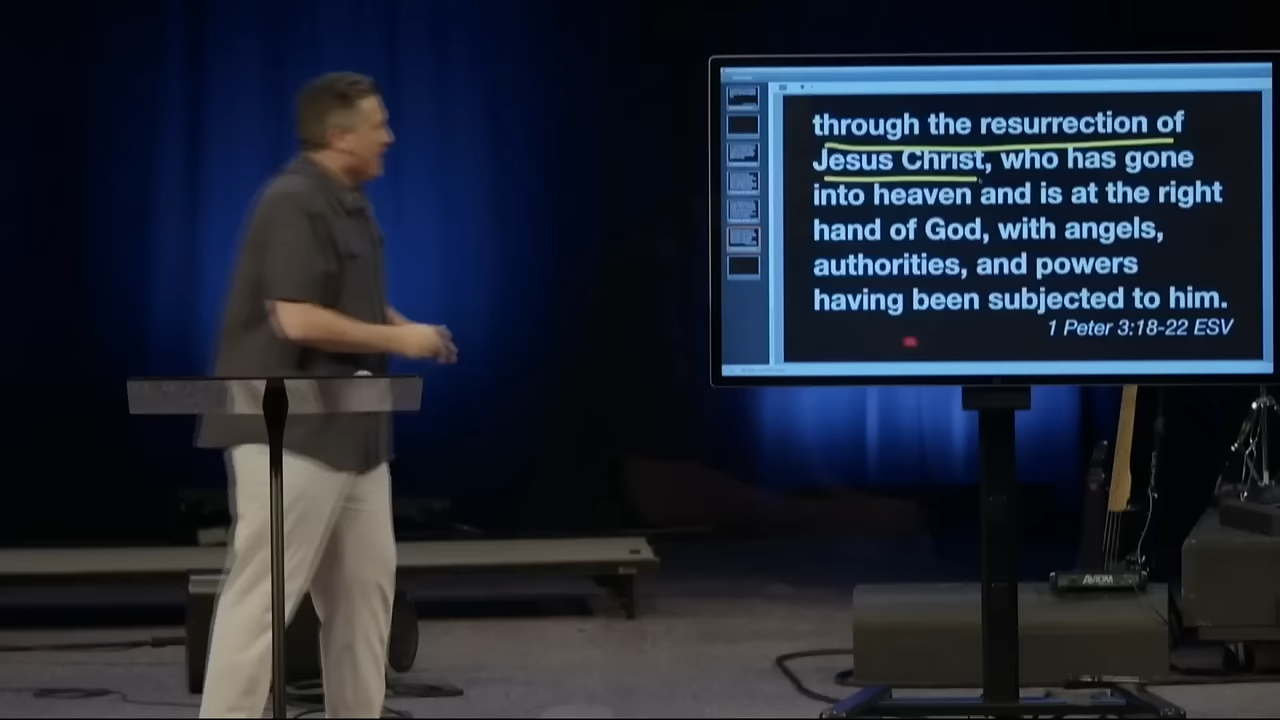 through the resurrection of
Jesus Christ, who has gone
into heaven and is at the right
hand of God, with angels,
authorities, and powers
having been subjected to him.
1 Peter 3:18-22 ESV
AVIOM